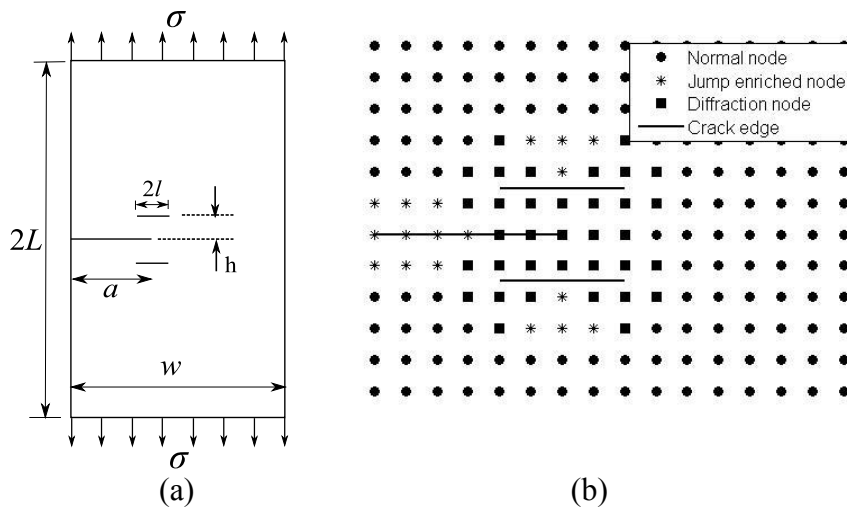 σ
2l
2L
h
a
w
σ
(a)
Normal node
Jump enriched node
Diffraction node
Crack edge
(b)